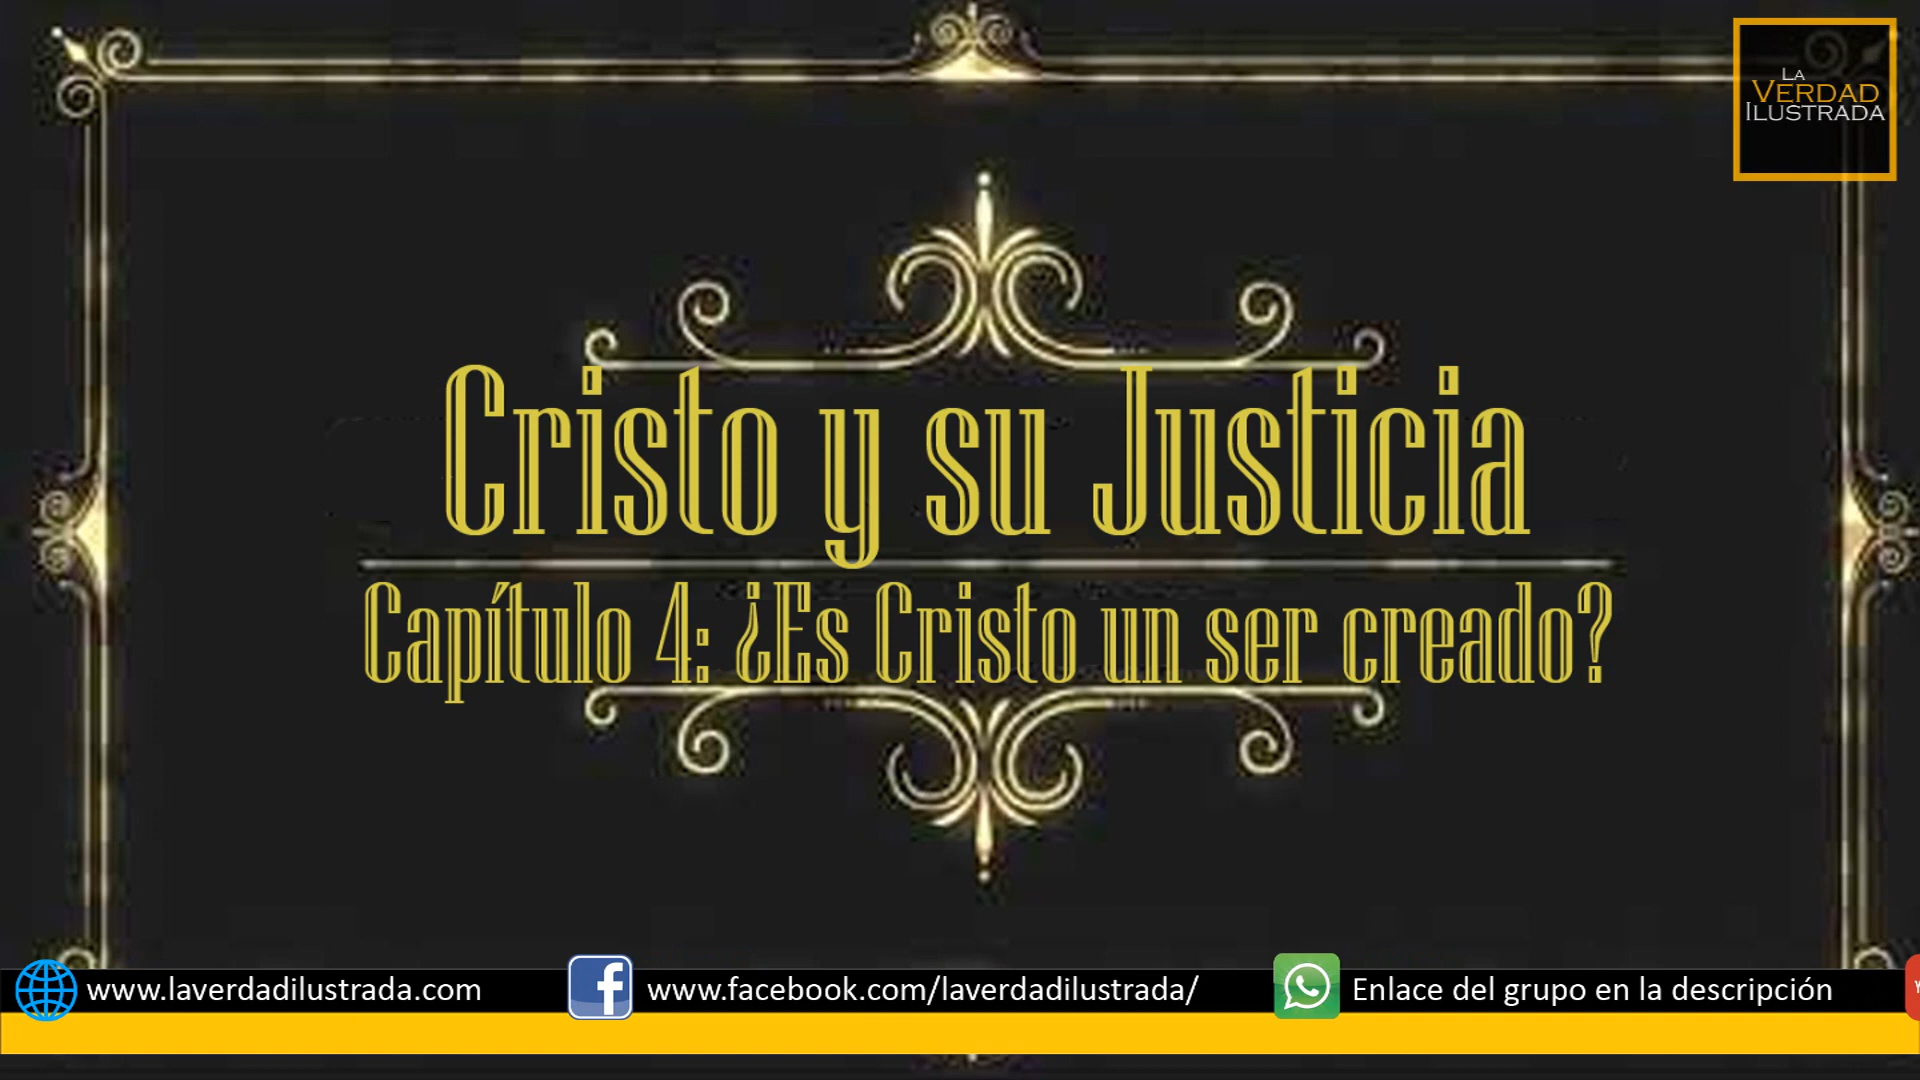 LA
VERDAD
ILUSTRADA
Cristo y su Justicia
Capítulo 4: ¿Es Cristo un ser creado?
www.laverdadilustrada.com
www.facebook.com/laverdadilustrada/
Enlace del grupo en la descripción